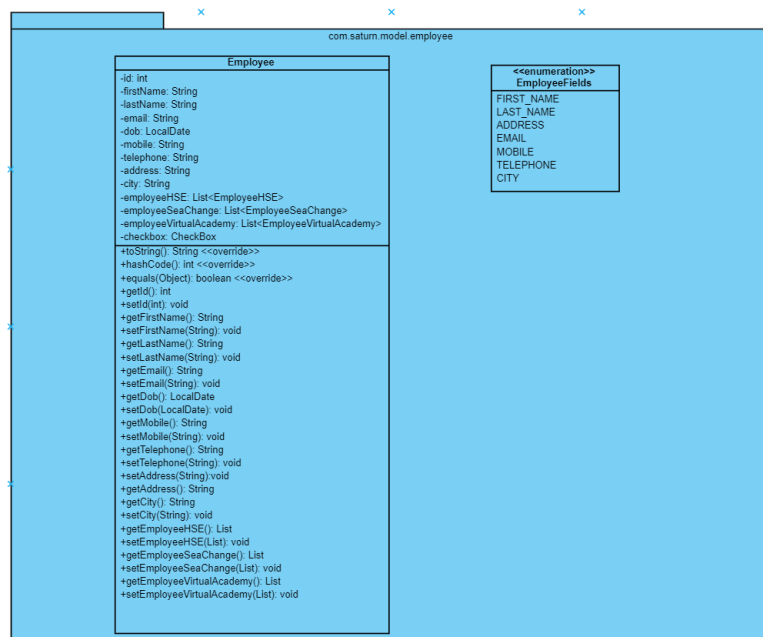 com.saturn.model.employee
Employee
-id: int
-firstName: String
-lastName: String
-email: String
-dob: LocalDate
-mobile: String
-telephone: String
-address: String
-city: String
-employeeHSE: List<EmployeeHSE>
-employeeSeaChange: List<EmployeeSeaChange>
-employeeVirtualAcademy: List<EmployeeVirtualAcademy>
-checkbox: CheckBox
+toString(): String <<override>>
+hashCode(): int <<override>>
+equals(Object): boolean <<override>>
+getId(): int
+setId(int): void
+getFirstName(): String
+setFirstName(String): void
+getLastName(): String
+setLastName(String): void
+getEmail(): String
+setEmail(String): void
+getDob(): LocalDate
+setDob(LocalDate): void
+getMobile(): String
+setMobile(String): void
+getTelephone(): String
+setTelephone(String): void
+setAddress(String):void
+getAddress(): String
+getCity(): String
+setCity(String): void
+getEmployeeHSE(): List
+setEmployeeHSE(List): void
+getEmployeeSeaChange(): List
+setEmployeeSeaChange(List): void
+getEmployeeVirtualAcademy(): List
+setEmployeeVirtualAcademy(List): void
<<enumeration>>
EmployeeFields
FIRST_NAME
LAST_NAME
ADDRESS
EMAIL
MOBILE
TELEPHONE
CITY